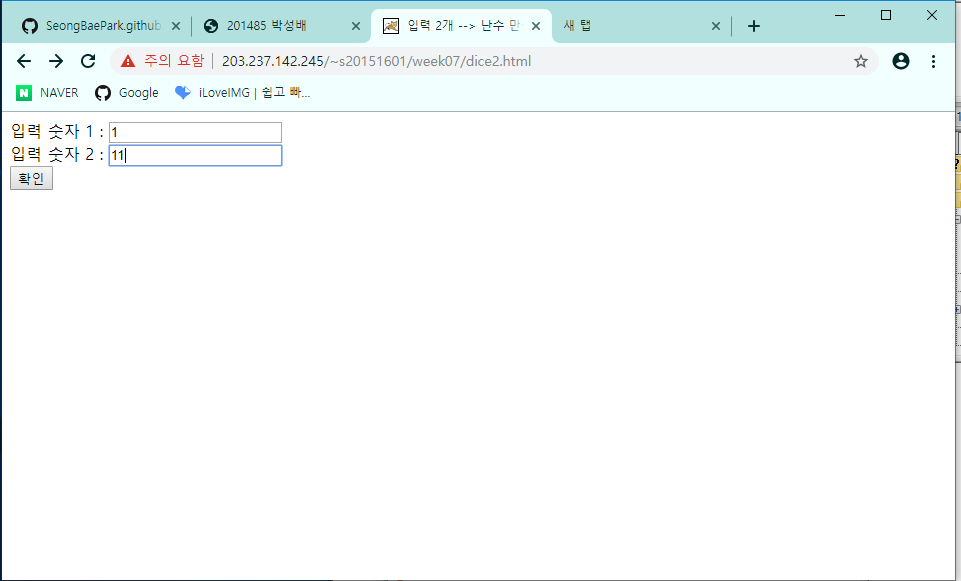 SeongBaePark.github
201485 박성배
입력 2개 --> 난수 만
새 탭
주의 요함 | 203.237.142.245/~s20151601/week07/dice2.html
NAVER
Google
iLoveIMG | 쉽고 빠...
입력 숫자 1 : 1
입력 숫자 2 : 11
확인